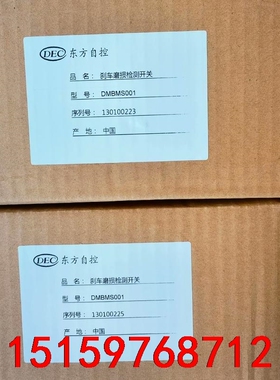 DEC 东方自控
品 名： 刹车磨损检测开关
型 号： DMBMS001
序列号： 130100223
产 地： 中国
DEC 东方自控
品 名： 刹车磨损检测开关
型 号： DMBMS001
序列号： 130100225
产 地： 中国
15159768712